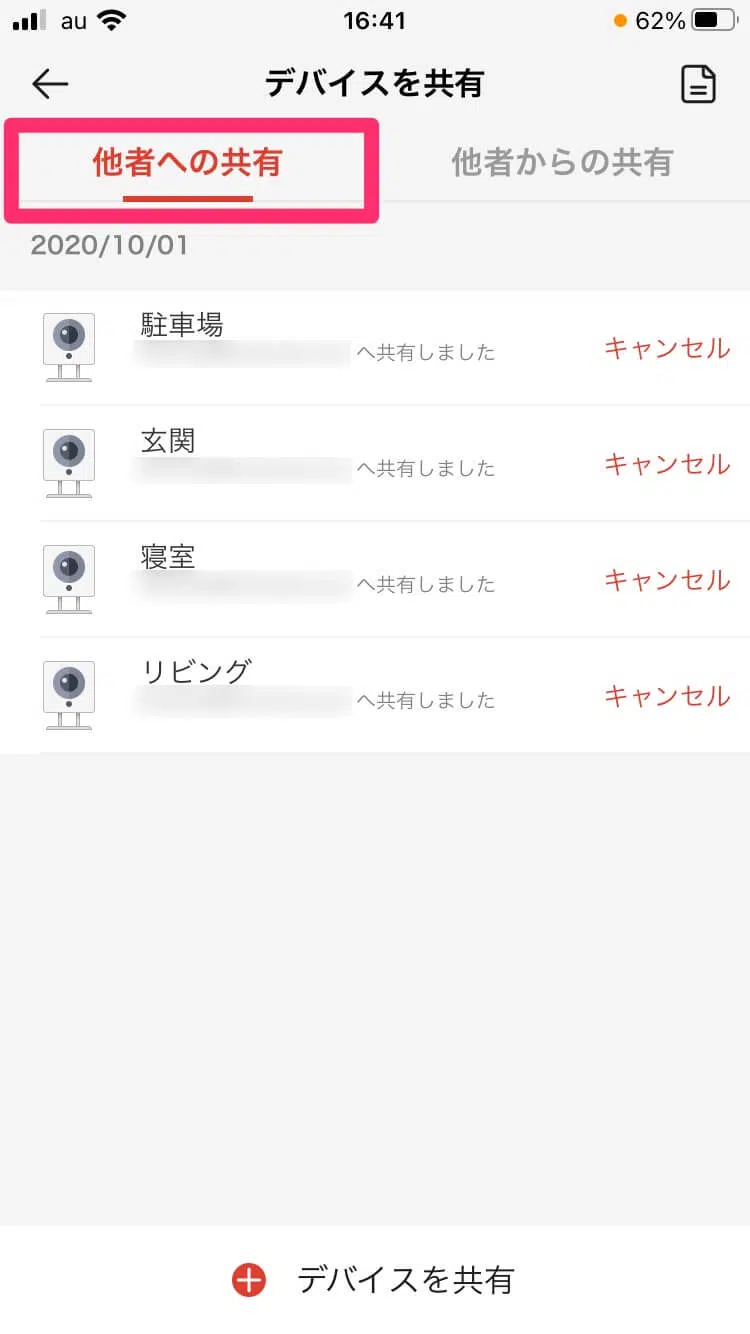 au 16:41 62%
デバイスを共有
他者への共有 他者からの共有
2020/10/01
駐車場
へ共有しました キャンセル
玄関
へ共有しました キャンセル
寝室
へ共有しました キャンセル
リビング
へ共有しました キャンセル
デバイスを共有